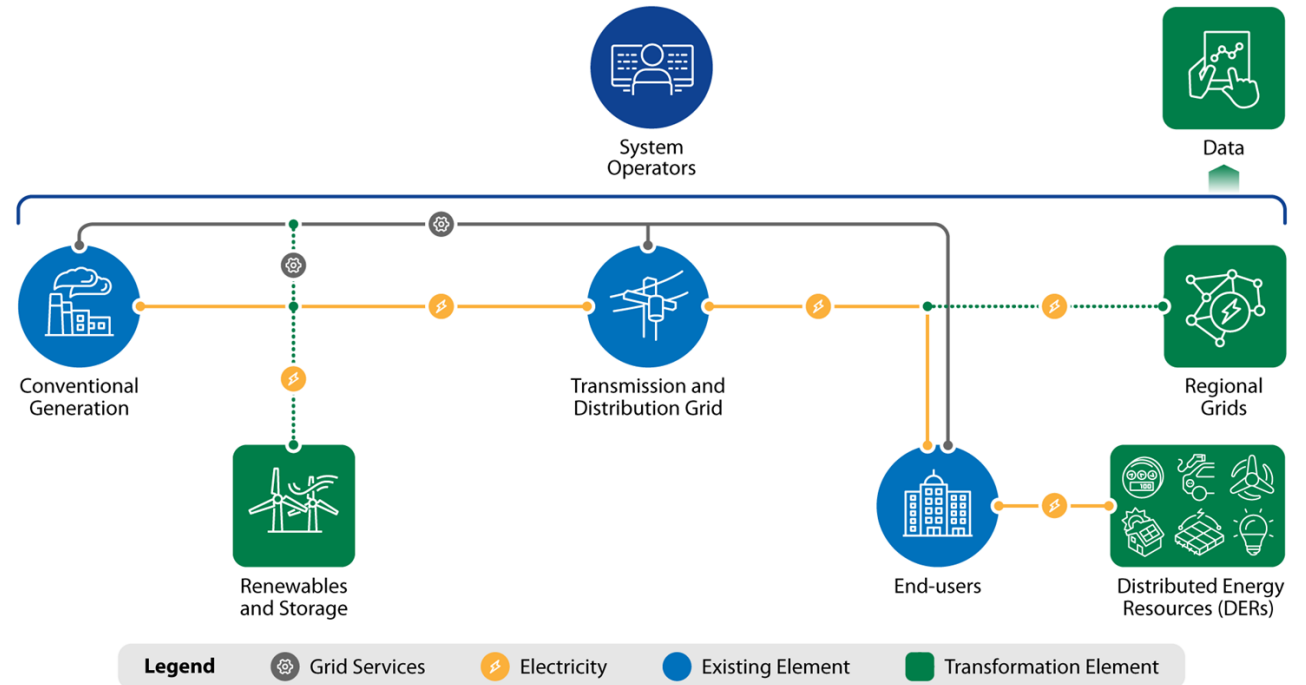 System
Operators
Data
Conventional
Generation
Transmission and
Distribution Grid
Regional
Grids
Renewables
and Storage
End-users
100
Distributed Energy
Resources (DERs)
Legend
Grid Services
Electricity
Existing Element
Transformation Element